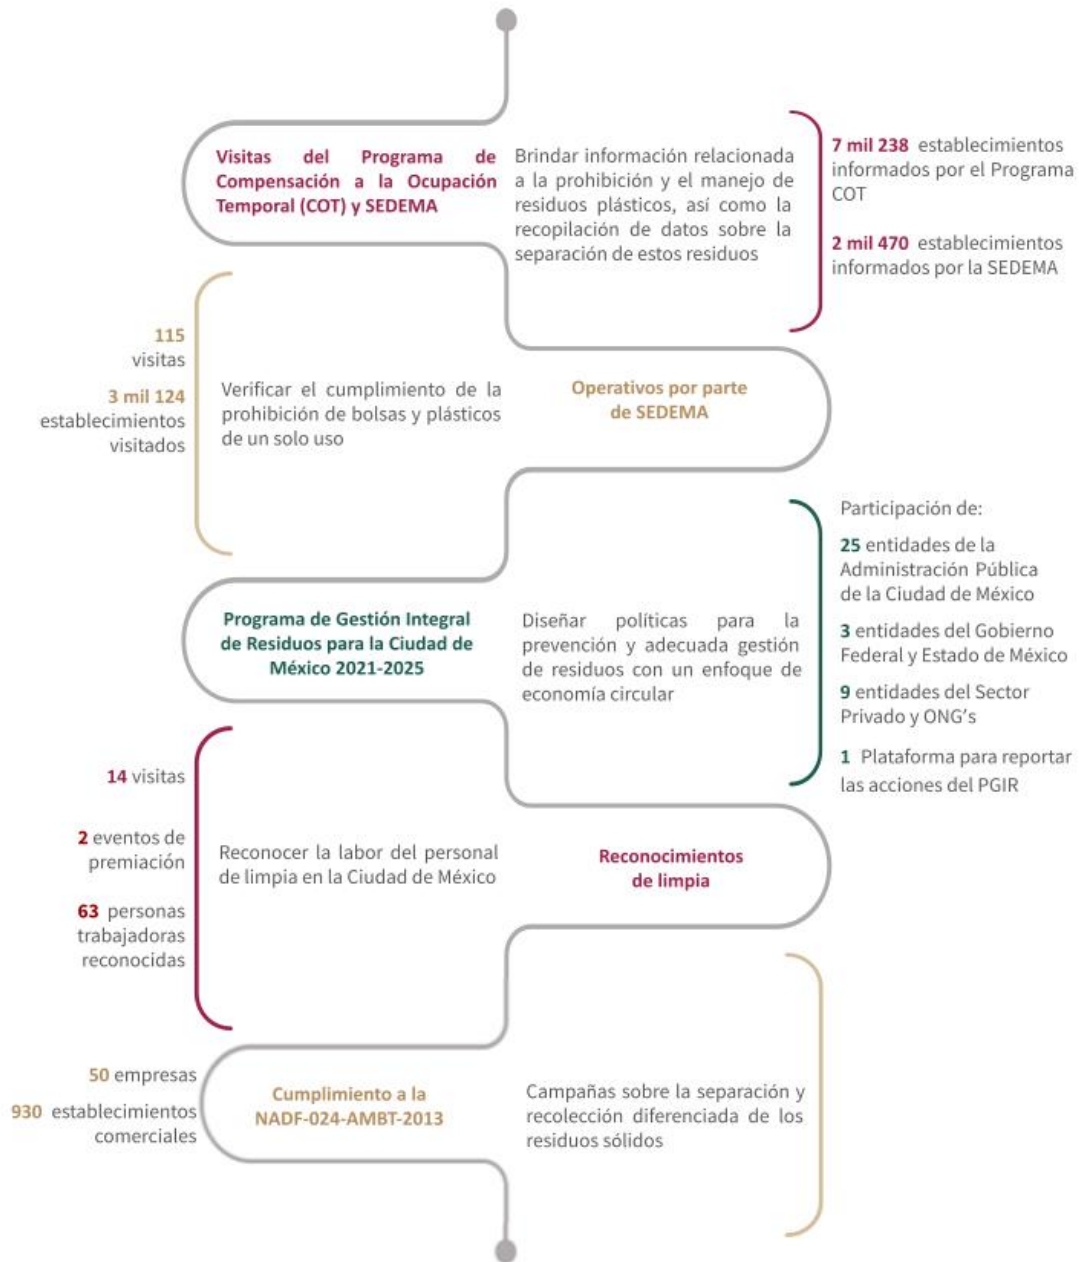 Visitas del Programa de
Compensación a la Ocupación
Temporal (COT) y SEDEMA
Brindar información relacionada
a la prohibición y el manejo de
residuos plásticos, así como la
recopilación de datos sobre la
separación de estos residuos
7 mil 238 establecimientos
informados por el Programa
COT
2 mil 470 establecimientos
informados por la SEDEMA
115
visitas
3 mil 124
establecimientos
visitados
Verificar el cumplimiento de la
prohibición de bolsas y plásticos
de un solo uso
Operativos por parte
de SEDEMA
Programa de Gestión Integral
de Residuos para la Ciudad de
México 2021-2025
Diseñar políticas para la
prevención y adecuada gestión
de residuos con un enfoque de
economía circular
Participación de:
25 entidades de la
Administración Pública
de la Ciudad de México
3 entidades del Gobierno
Federal y Estado de México
9 entidades del Sector
Privado y ONG's
1 Plataforma para reportar
las acciones del PGIR
14 visitas
2 eventos de
premiación
63 personas
trabajadoras
reconocidas
Reconocer la labor del personal
de limpia en la Ciudad de México
Reconocimientos
de limpia
50 empresas
930 establecimientos
comerciales
Cumplimiento a la
NADF-024-AMBT-2013
Campañas sobre la separación y
recolección diferenciada de los
residuos sólidos